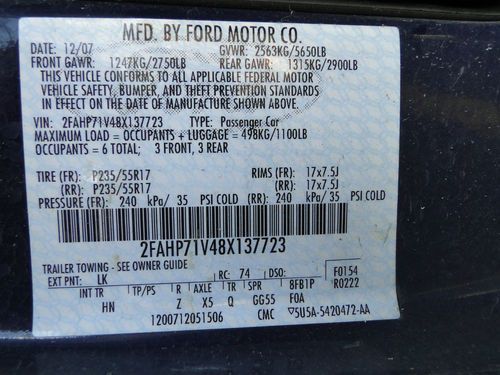 MFD. BY FORD MOTOR CO.
DATE: 12/07 GVWR: 2563KG/5650LB
FRONT GAWR: 1247KG/2750LB REAR GAWR: 1315KG/2900LB
THIS VEHICLE CONFORMS TO ALL APPLICABLE FEDERAL MOTOR
VEHICLE SAFETY, BUMPER, AND THEFT PREVENTION STANDARDS
IN EFFECT ON THE DATE OF MANUFACTURE SHOWN ABOVE.
VIN: 2FAHP71V48X137723 TYPE: Passenger Car
MAXIMUM LOAD = OCCUPANTS + LUGGAGE = 498KG/1100LB
OCCUPANTS = 6 TOTAL; 3 FRONT, 3 REAR
TIRE (FR): P235/55R17 RIMS (FR): 17x7.5J
(RR): P235/55R17 (RR): 17x7.5J
PRESSURE (FR): 240 kPa/ 35 PSI COLD (RR): 240 kPa/ 35 PSI COLD
2FAHP71V48X137723
TRAILER TOWING - SEE OWNER GUIDE
EXT PNT: LK RC: 74 DSO: F0154
INT TR TP/PS R AXLE TR SPR 8FB1P R0222
HN Z X5 Q GG55 F0A
1200712051506 CMC ▽5U5A-5420472-AA